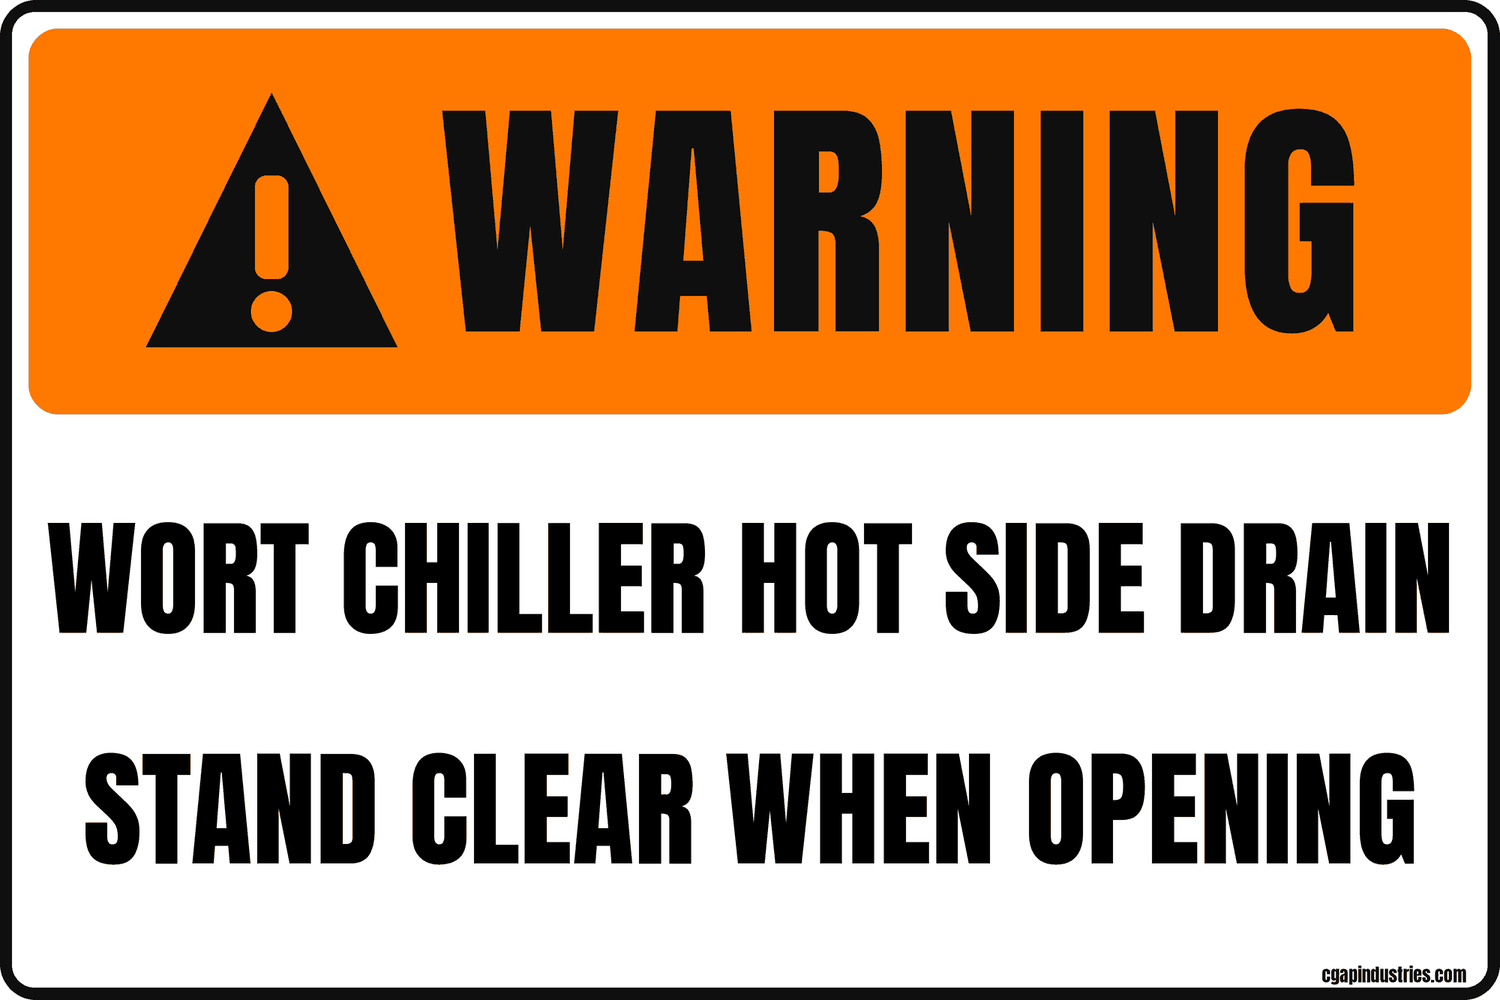 WARNING
WORT CHILLER HOT SIDE DRAIN
STAND CLEAR WHEN OPENING
cgapindustries.com